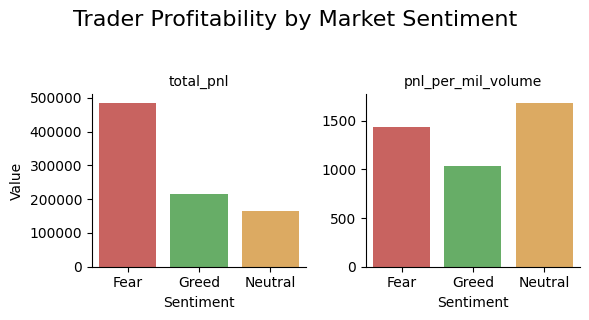 Trader Profitability by Market Sentiment
total_pnl
pnl_per_mil_volume
500000
400000
300000
200000
100000
0
Value
Fear Greed Neutral
Sentiment
1500
1000
500
0
Fear Greed Neutral
Sentiment